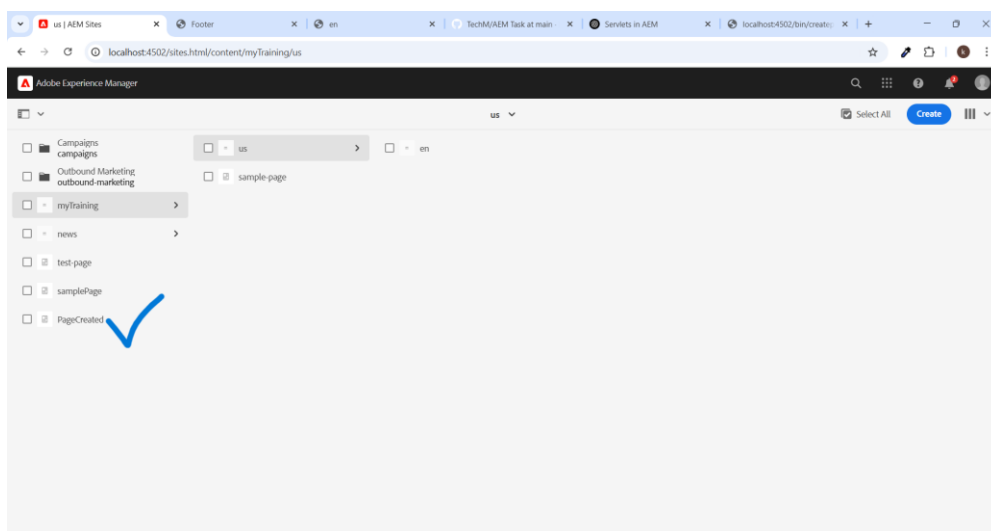 us | AEM Sites
Footer
en
TechM/AEM Task at main ·
Servlets in AEM
localhost:4502/bin/create
localhost:4502/sites.html/content/myTraining/us
Adobe Experience Manager
us
Select All
Create
Campaigns
campaigns
us
en
Outbound Marketing
outbound-marketing
sample-page
myTraining
news
test-page
samplePage
PageCreated